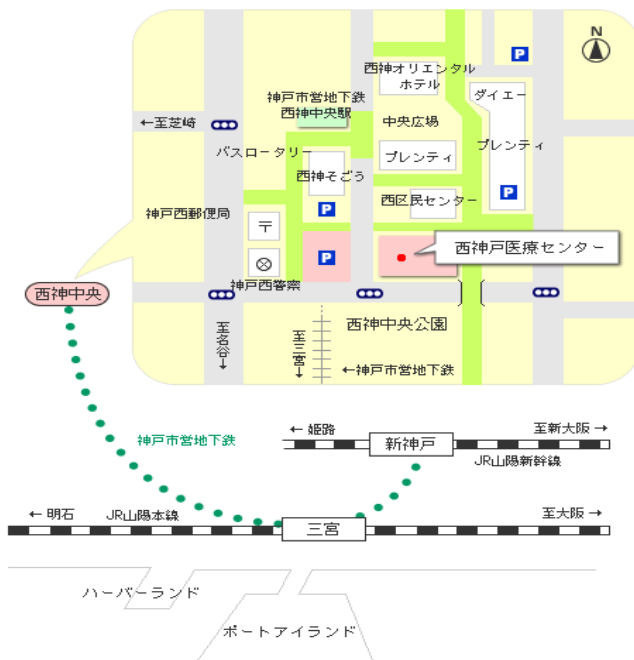 N
P
西神オリエンタル
ホテル
ダイエー
神戸市営地下鉄
西神中央駅
←至芝崎
中央広場
バスロータリー
プレンティ
プレンティ
西神そごう
P
西区民センター
神戸西郵便局
P
〒
P
西神戸医療センター
神戸西警察
西神中央
西神中央公園
至名谷→
至三宮→
←神戸市営地下鉄
← 姫路
至新大阪 →
神戸市営地下鉄
新神戸
JR山陽新幹線
← 明石
JR山陽本線
三宮
至大阪 →
ハーバーランド
ポートアイランド